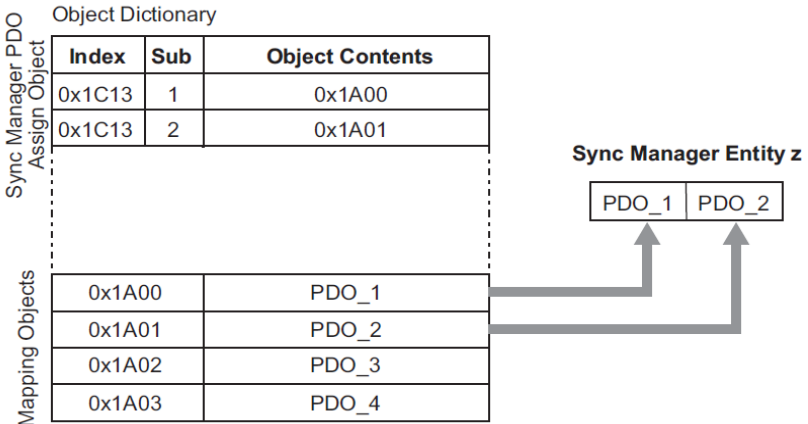 Object Dictionary
Sync Manager PDO
Assign Object
Index Sub Object Contents
0x1C13 1 0x1A00
0x1C13 2 0x1A01
Sync Manager Entity z
PDO_1 PDO_2
Mapping Objects
0x1A00 PDO_1
0x1A01 PDO_2
0x1A02 PDO_3
0x1A03 PDO_4